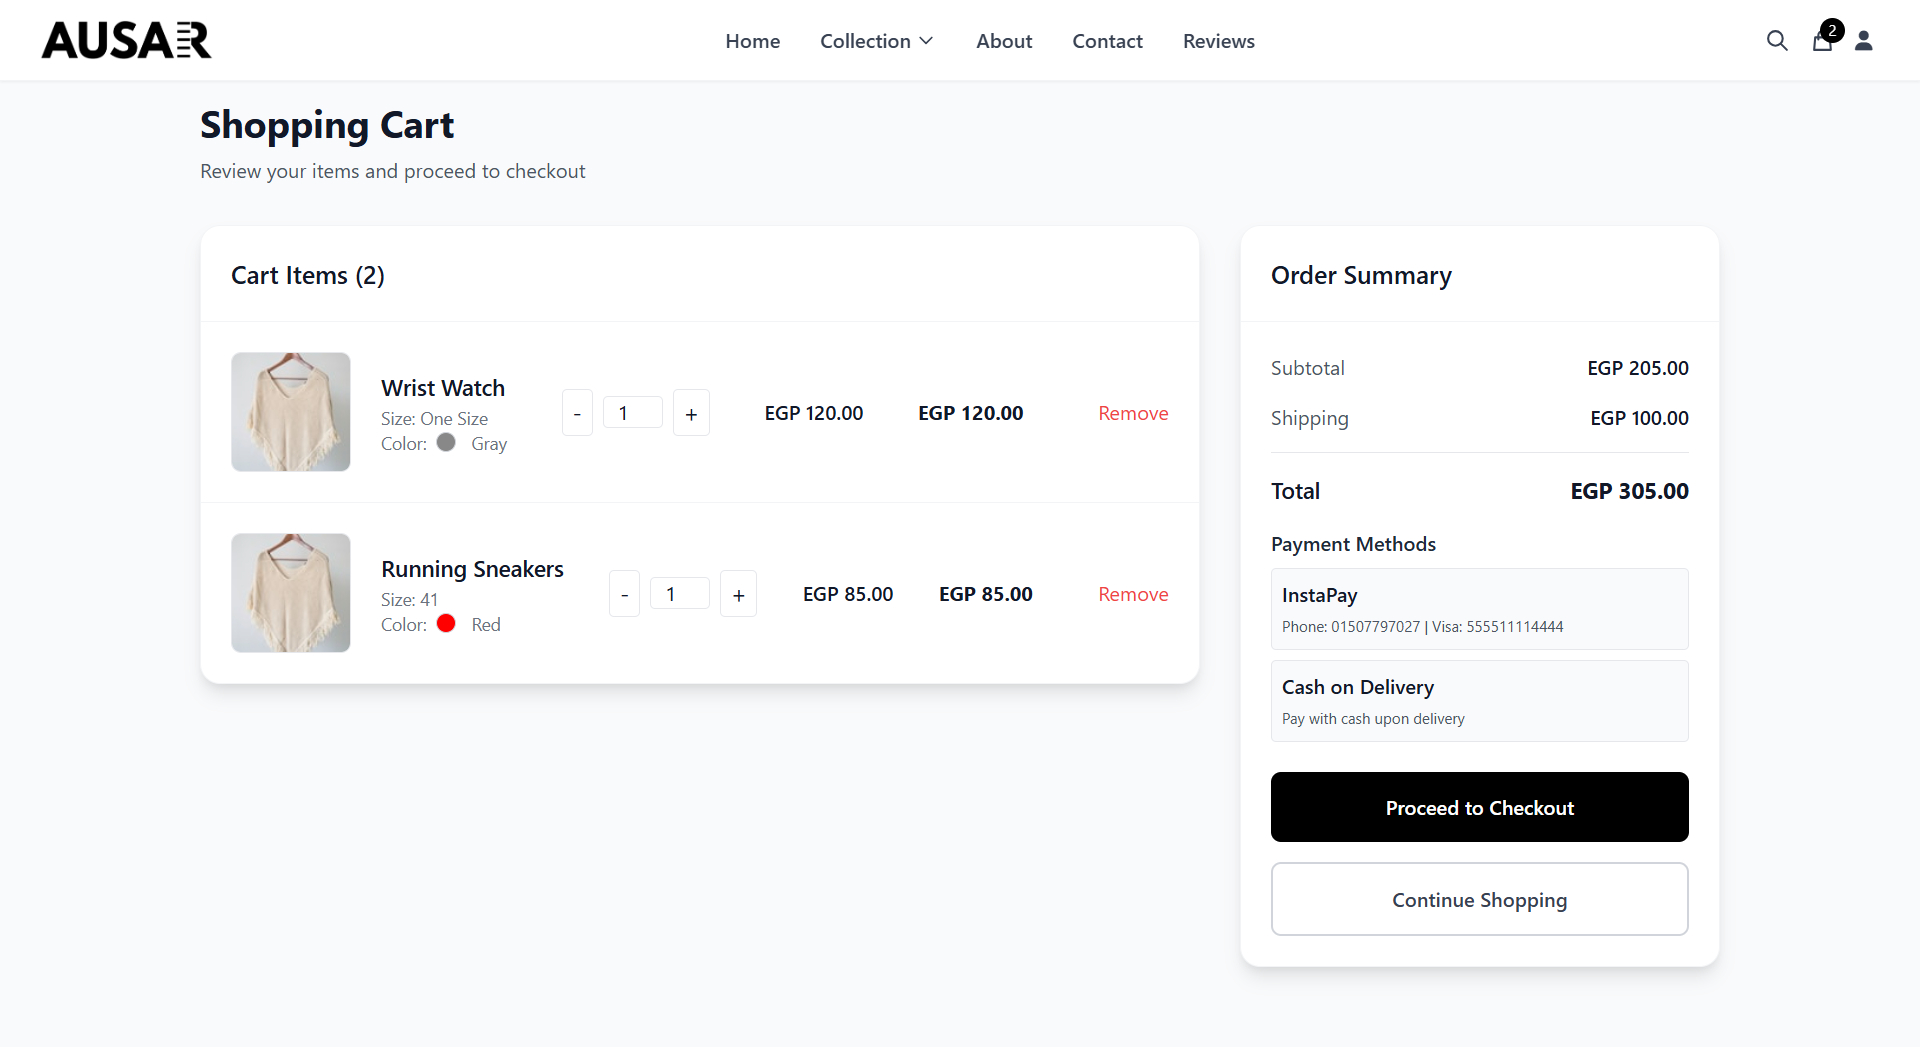 AUSAR
Home Collection About Contact Reviews
2
Shopping Cart
Review your items and proceed to checkout
Cart Items (2)
Wrist Watch
Size: One Size
Color: Gray
- 1 + EGP 120.00 EGP 120.00 Remove
Running Sneakers
Size: 41
Color: Red
- 1 + EGP 85.00 EGP 85.00 Remove
Order Summary
Subtotal EGP 205.00
Shipping EGP 100.00
Total EGP 305.00
Payment Methods
InstaPay
Phone: 01507797027 | Visa: 555511114444
Cash on Delivery
Pay with cash upon delivery
Proceed to Checkout
Continue Shopping